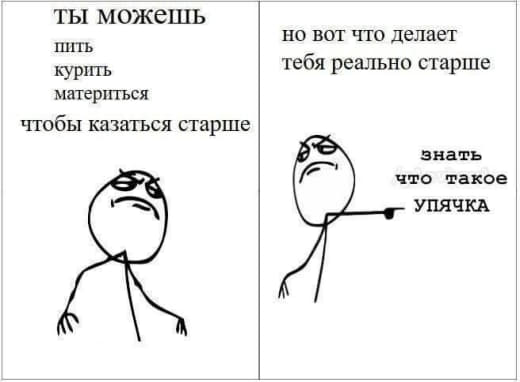 ты можешь
пить
курить
материться
чтобы казаться старше
но вот что делает
тебя реально старше
знать
что такое
УПЯЧКА